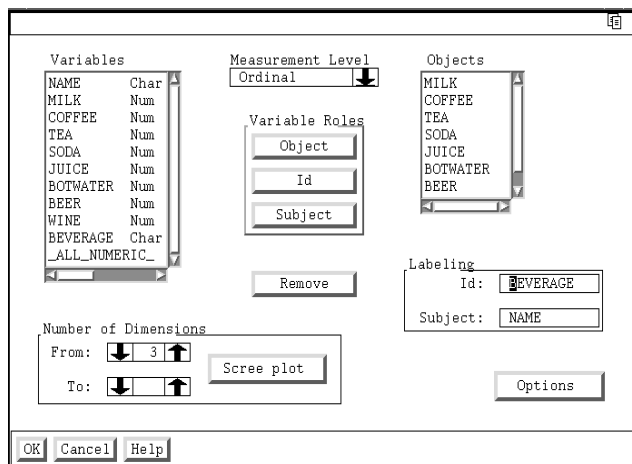 Variables
NAME Char
MILK Num
COFFEE Num
TEA Num
SODA Num
JUICE Num
BOTWATER Num
BEER Num
WINE Num
BEVERAGE Char
_ALL_NUMERIC_
Measurement Level
Ordinal
Variable Roles
Object
Id
Subject
Remove
Objects
MILK
COFFEE
TEA
SODA
JUICE
BOTWATER
BEER
Labeling
Id: BEVERAGE
Subject: NAME
Number of Dimensions
From: 3
To:
Scree plot
Options
OK Cancel Help